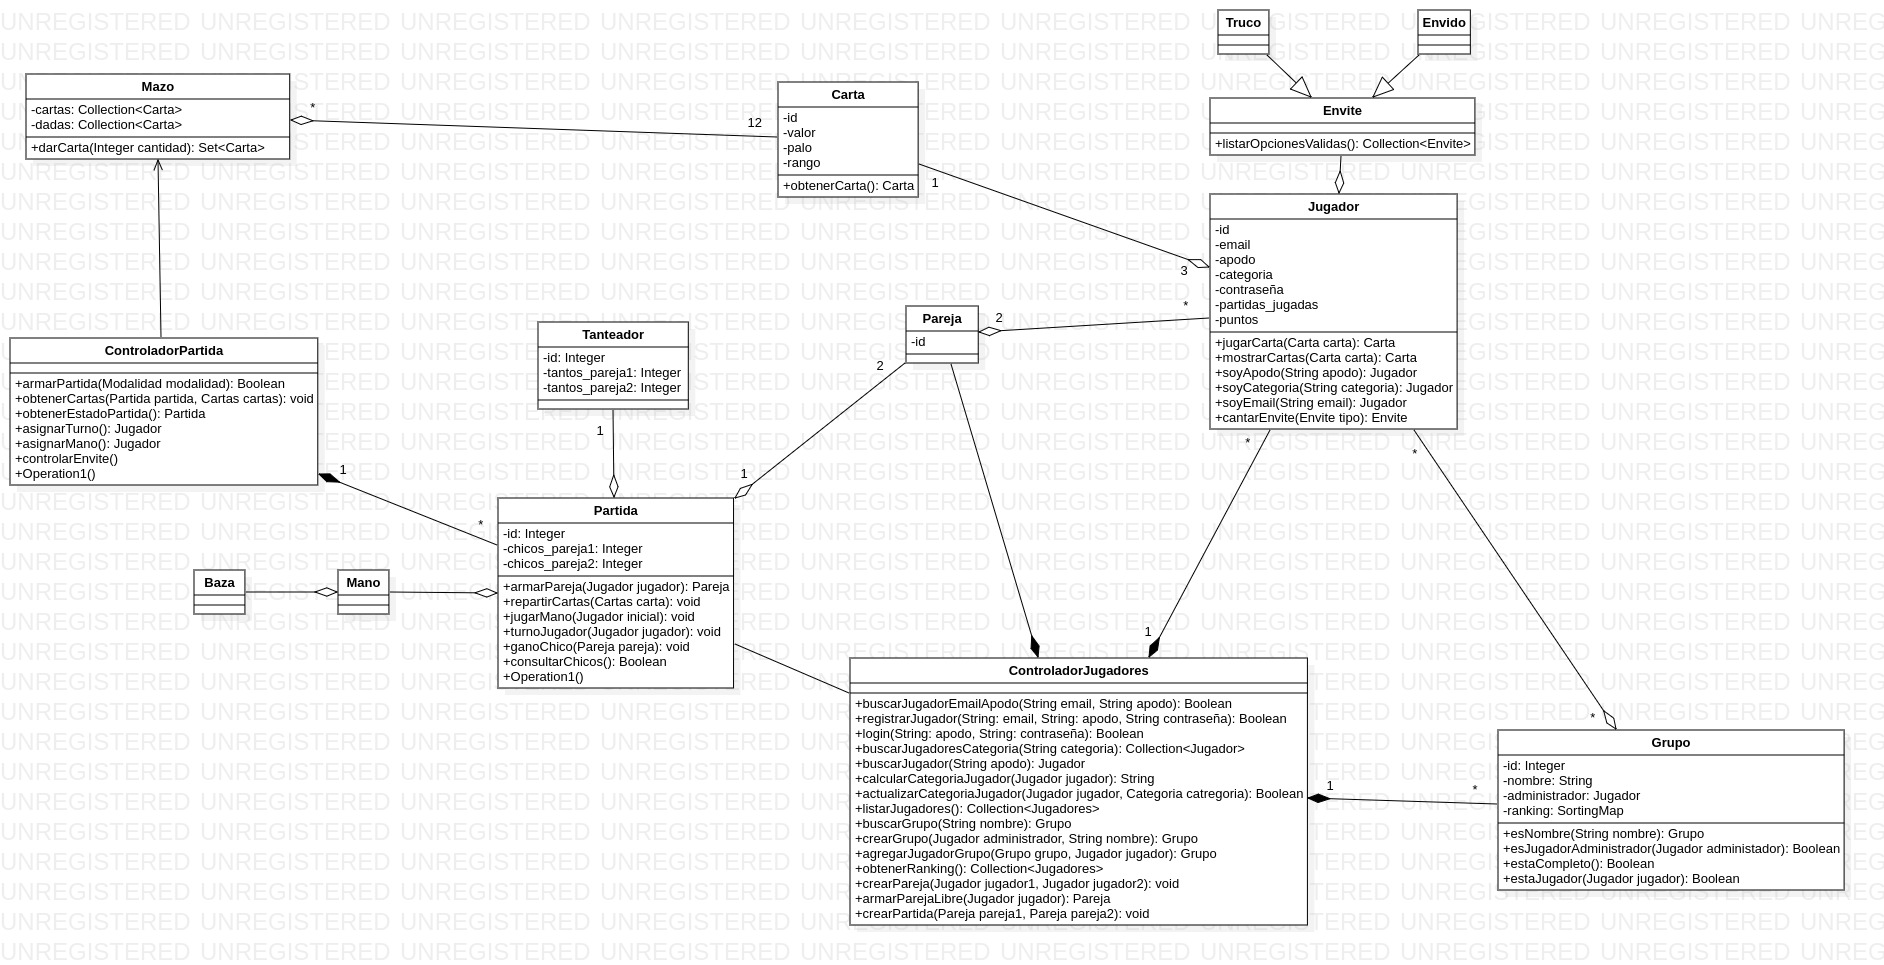 UNREGISTERED
Truco
Envido
Mazo
-cartas: Collection<Carta>
-dadas: Collection<Carta>
+darCarta(Integer cantidad): Set<Carta>
*
12
Carta
-id
-valor
-palo
-rango
+obtenerCarta(): Carta
1
3
Envite
+listarOpcionesValidas(): Collection<Envite>
Jugador
-id
-email
-apodo
-categoria
-contraseña
-partidas_jugadas
-puntos
+jugarCarta(Carta carta): Carta
+mostrarCartas(Carta carta): Carta
+soyApodo(String apodo): Jugador
+soyCategoria(String categoria): Jugador
+soyEmail(String email): Jugador
+cantarEnvite(Envite tipo): Envite
*
2
Pareja
-id
2
1
Tanteador
-id: Integer
-tantos_pareja1: Integer
-tantos_pareja2: Integer
1
ControladorPartida
+armarPartida(Modalidad modalidad): Boolean
+obtenerCartas(Partida partida, Cartas cartas): void
+obtenerEstadoPartida(): Partida
+asignarTurno(): Jugador
+asignarMano(): Jugador
+controlarEnvite()
+Operation1()
1
*
Partida
-id: Integer
-chicos_pareja1: Integer
-chicos_pareja2: Integer
+armarPareja(Jugador jugador): Pareja
+repartirCartas(Cartas carta): void
+jugarMano(Jugador inicial): void
+turnoJugador(Jugador jugador): void
+ganoChico(Pareja pareja): void
+consultarChicos(): Boolean
+Operation1()
Baza
Mano
*
1
*
*
ControladorJugadores
+buscarJugadorEmailApodo(String email, String apodo): Boolean
+registrarJugador(String: email, String: apodo, String contraseña): Boolean
+login(String: apodo, String: contraseña): Boolean
+buscarJugadoresCategoria(String categoria): Collection<Jugador>
+buscarJugador(String apodo): Jugador
+calcularCategoriaJugador(Jugador jugador): String
+actualizarCategoriaJugador(Jugador jugador, Categoria catregoria): Boolean
+listarJugadores(): Collection<Jugadores>
+buscarGrupo(String nombre): Grupo
+crearGrupo(Jugador administrador, String nombre): Grupo
+agregarJugadorGrupo(Grupo grupo, Jugador jugador): Grupo
+obtenerRanking(): Collection<Jugadores>
+crearPareja(Jugador jugador1, Jugador jugador2): void
+armarParejaLibre(Jugador jugador): Pareja
+crearPartida(Pareja pareja1, Pareja pareja2): void
1
*
Grupo
-id: Integer
-nombre: String
-administrador: Jugador
-ranking: SortingMap
+esNombre(String nombre): Grupo
+esJugadorAdministrador(Jugador administador): Boolean
+estaCompleto(): Boolean
+estaJugador(Jugador jugador): Boolean